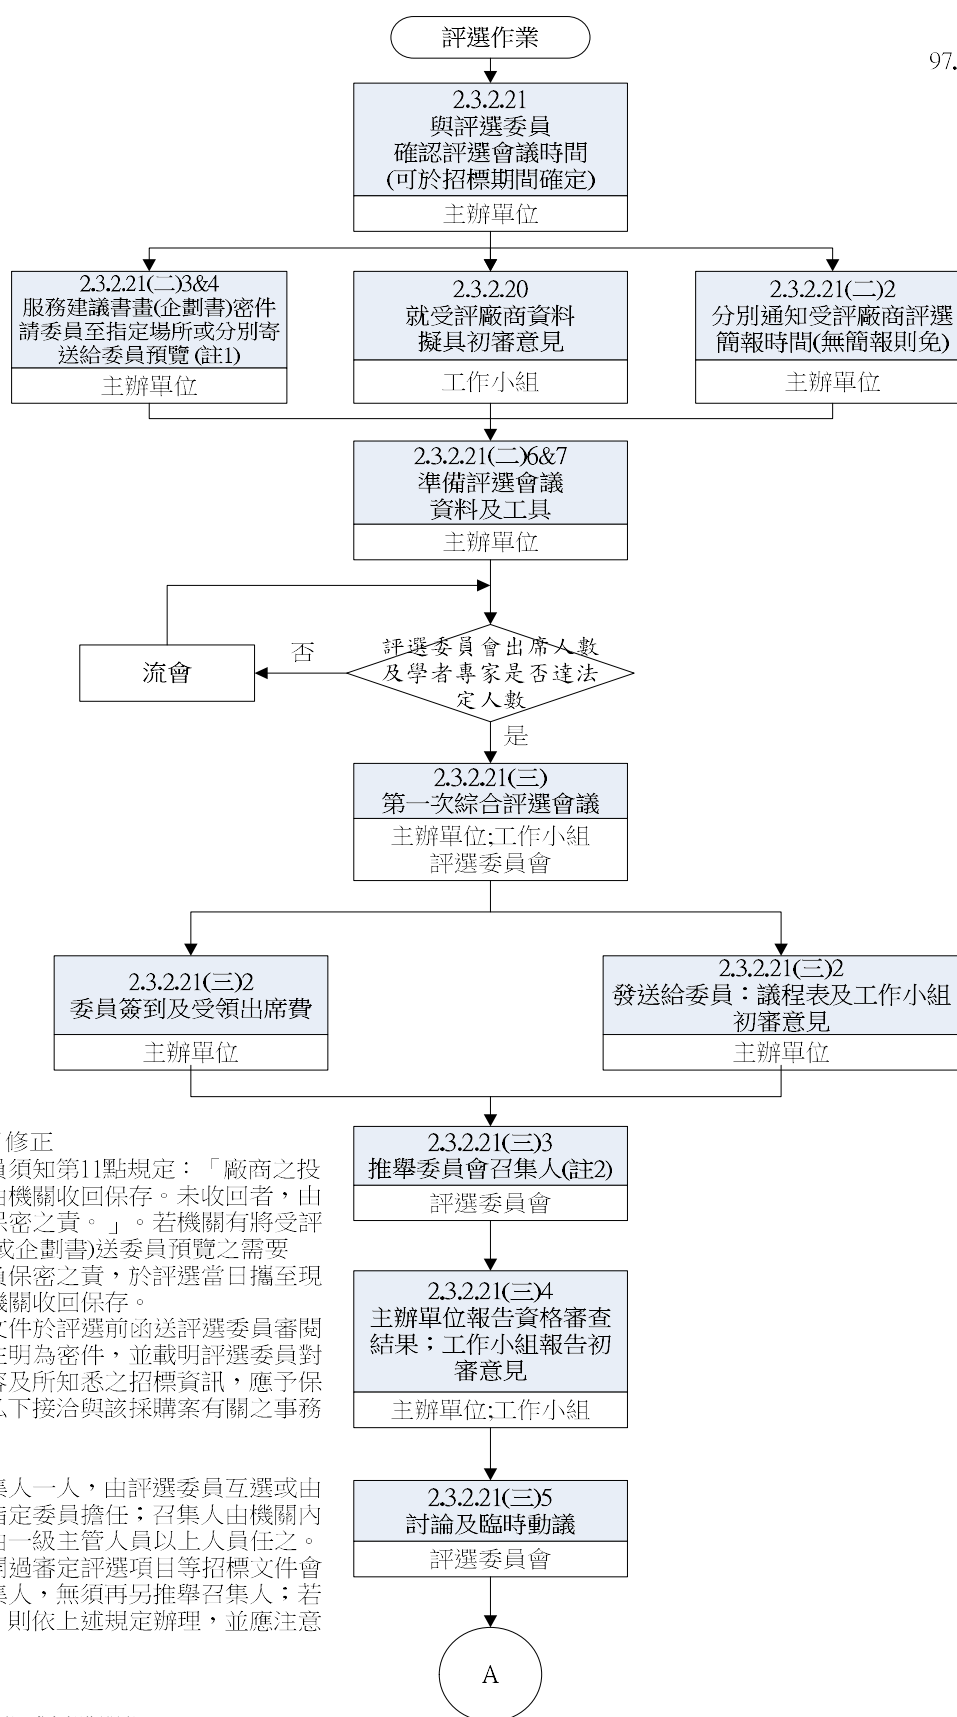 評選作業
97.
2.3.2.21
與評選委員
確認評選會議時間
(可於招標期間確定)
主辦單位
2.3.2.21(二)3&4
服務建議書畫(企劃書)密件
請委員至指定場所或分別寄
送給委員預覽 (註1)
主辦單位
2.3.2.20
就受評廠商資料
擬具初審意見
工作小組
2.3.2.21(二)2
分別通知受評廠商評選
簡報時間(無簡報則免)
主辦單位
2.3.2.21(二)6&7
準備評選會議
資料及工具
主辦單位
評選委員會出席人數
及學者專家是否達法
定人數
否
流會
是
2.3.2.21(三)
第一次綜合評選會議
主辦單位;工作小組
評選委員會
2.3.2.21(三)2
委員簽到及受領出席費
主辦單位
2.3.2.21(三)2
發送給委員：議程表及工作小組
初審意見
主辦單位
2.3.2.21(三)3
推舉委員會召集人(註2)
評選委員會
2.3.2.21(三)4
主辦單位報告資格審查
結果；工作小組報告初
審意見
主辦單位;工作小組
2.3.2.21(三)5
討論及臨時動議
評選委員會
A
修正
員須知第11點規定：「廠商之投
由機關收回保存。未收回者，由
保密之責。」。若機關有將受評
或企劃書)送委員預覽之需要
負保密之責，於評選當日攜至現
機關收回保存。
文件於評選前函送評選委員審閱
注明為密件，並載明評選委員對
容及所知悉之招標資訊，應予保
私下接洽與該採購案有關之事務
集人一人，由評選委員互選或由
指定委員擔任；召集人由機關內
由一級主管人員以上人員任之。
開過審定評選項目等招標文件會
集人，無須再另推舉召集人；若
則依上述規定辦理，並應注意